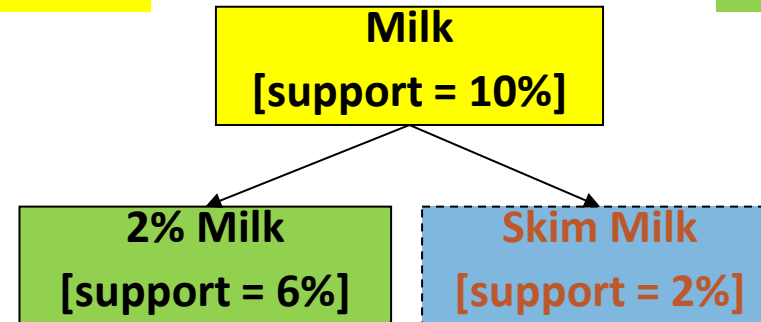 Milk
[support = 10%]
2% Milk
[support = 6%]
Skim Milk
[support = 2%]